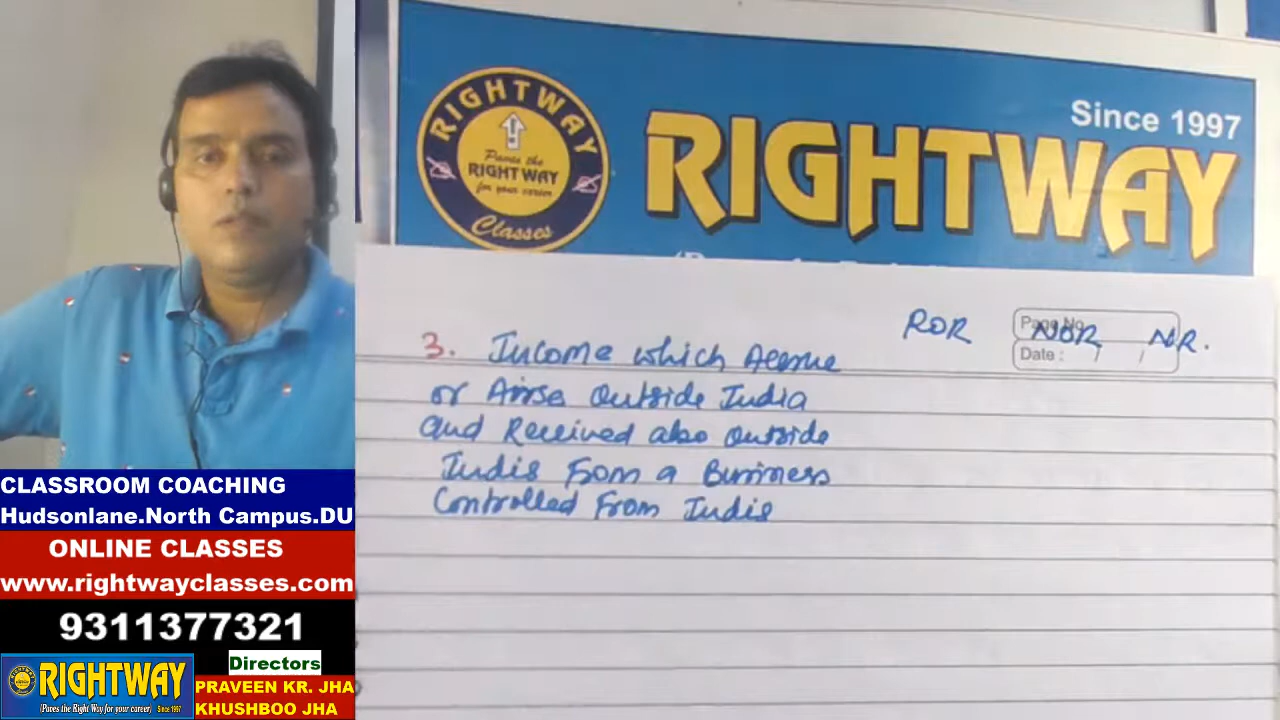 RIGHTWAY
Paves the
RIGHT WAY
for your career
Classes
Since 1997
RIGHTWAY
ROR NOR NR.
Page No.
Date : / /
3. Income which Accrue
or Arise Outside India
and Received also Outside
India From a Business
Controlled From India
CLASSROOM COACHING
Hudsonlane.North Campus.DU
ONLINE CLASSES
www.rightwayclasses.com
9311377321
RIGHTWAY
(Paves the Right Way for your career) Since 1997
Directors
PRAVEEN KR. JHA
KHUSHBOO JHA